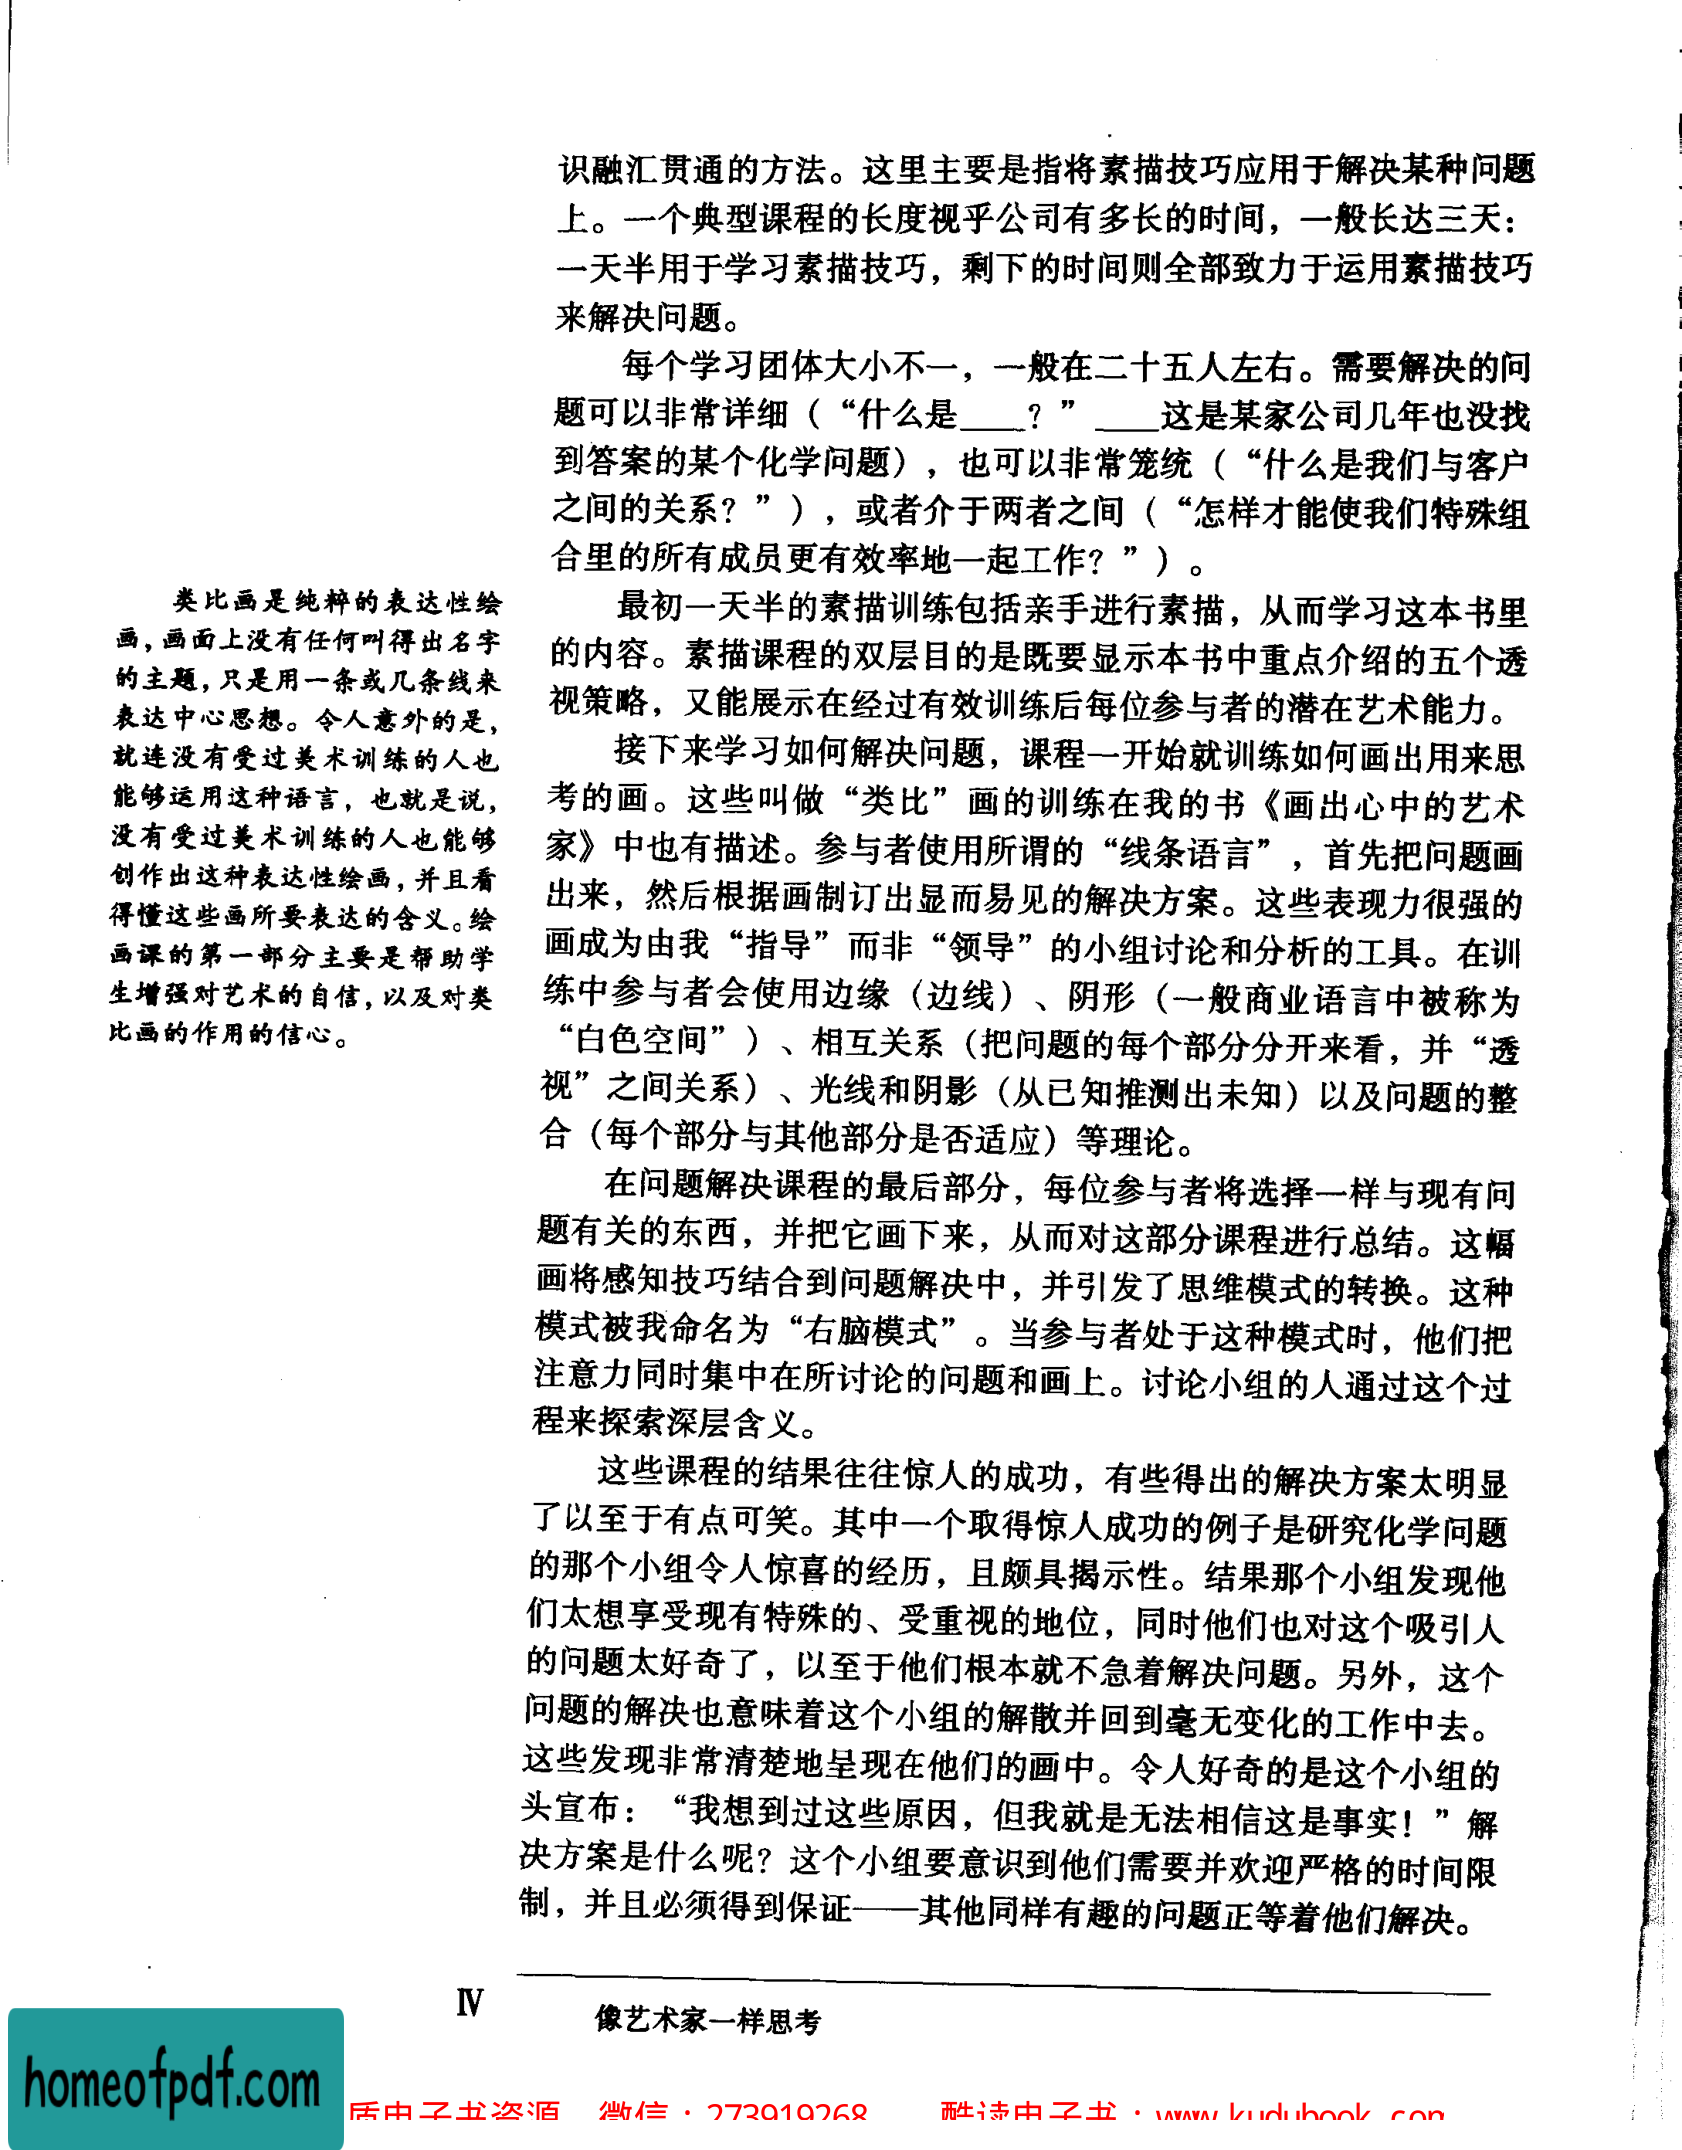 识融汇贯通的方法。这里主要是指将素描技巧应用于解决某种问题
上。一个典型课程的长度视乎公司有多长的时间，一般长达三天：
一天半用于学习素描技巧，剩下的时间则全部致力于运用素描技巧
来解决问题。
每个学习团体大小不一，一般在二十五人左右。需要解决的问
题可以非常详细（“什么是____？”____这是某家公司几年也没找
到答案的某个化学问题），也可以非常笼统（“什么是我们与客户
之间的关系？”），或者介于两者之间（“怎样才能使我们特殊组
合里的所有成员更有效率地一起工作？”）。
最初一天半的素描训练包括亲手进行素描，从而学习这本书里
的内容。素描课程的双层目的是既要显示本书中重点介绍的五个透
视策略，又能展示在经过有效训练后每位参与者的潜在艺术能力。
接下来学习如何解决问题，课程一开始就训练如何画出用来思
考的画。这些叫做“类比”画的训练在我的书《画出心中的艺术
家》中也有描述。参与者使用所谓的“线条语言”，首先把问题画
出来，然后根据画制订出显而易见的解决方案。这些表现力很强的
画成为由我“指导”而非“领导”的小组讨论和分析的工具。在训
练中参与者会使用边缘（边线）、阴形（一般商业语言中被称为
“白色空间”）、相互关系（把问题的每个部分分开来看，并“透
视”之间关系）、光线和阴影（从已知推测出未知）以及问题的整
合（每个部分与其他部分是否适应）等理论。
在问题解决课程的最后部分，每位参与者将选择一样与现有问
题有关的东西，并把它画下来，从而对这部分课程进行总结。这幅
画将感知技巧结合到问题解决中，并引发了思维模式的转换。这种
模式被我命名为“右脑模式”。当参与者处于这种模式时，他们把
注意力同时集中在所讨论的问题和画上。讨论小组的人通过这个过
程来探索深层含义。
这些课程的结果往往惊人的成功，有些得出的解决方案太明显
了以至于有点可笑。其中一个取得惊人成功的例子是研究化学问题
的那个小组令人惊喜的经历，且颇具揭示性。结果那个小组发现他
们太想享受现有特殊的、受重视的地位，同时他们也对这个吸引人
的问题太好奇了，以至于他们根本就不急着解决问题。另外，这个
问题的解决也意味着这个小组的解散并回到毫无变化的工作中去。
这些发现非常清楚地呈现在他们的画中。令人好奇的是这个小组的
头宣布：“我想到过这些原因，但我就是无法相信这是事实！”解
决方案是什么呢？这个小组要意识到他们需要并欢迎严格的时间限
制，并且必须得到保证——其他同样有趣的问题正等着他们解决。
类比画是纯粹的表达性绘
画，画面上没有任何叫得出名字
的主题，只是用一条或几条线来
表达中心思想。令人意外的是，
就连没有受过美术训练的人也
能够运用这种语言，也就是说，
没有受过美术训练的人也能够
创作出这种表达性绘画，并且看
得懂这些画所要表达的含义。绘
画课的第一部分主要是帮助学
生增强对艺术的自信，以及对类
比画的作用的信心。
Ⅳ
像艺术家一样思考
homeofpdf.com
质电子书资源 微信：273919268 酷读电子书：www.kudubook.com